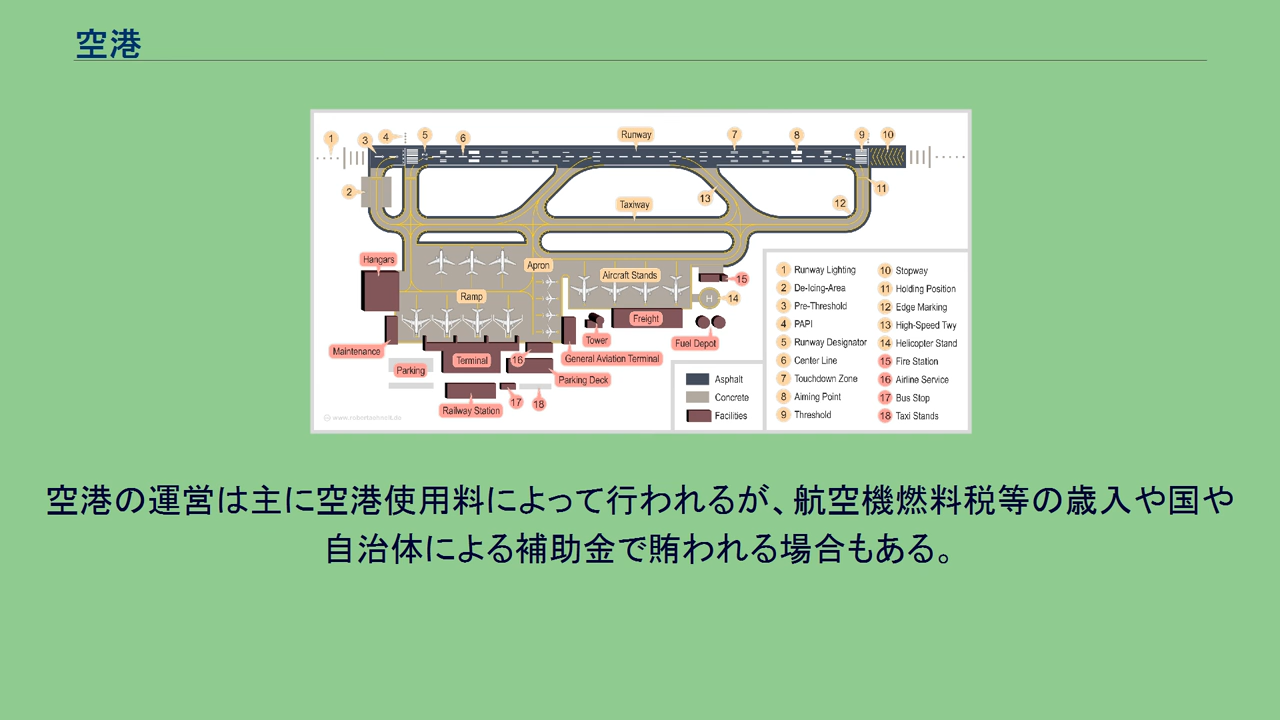 空港
Runway
1
3
4
5
6
7
8
9
10
2
13
11
12
Taxiway
Hangars
Apron
Aircraft Stands
15
Ramp
14
Freight
Tower
Fuel Depot
Maintenance
Terminal
16
General Aviation Terminal
Parking
Parking Deck
Railway Station
17
18
Asphalt
Concrete
Facilities
1 Runway Lighting
2 De-Icing-Area
3 Pre-Threshold
4 PAPI
5 Runway Designator
6 Center Line
7 Touchdown Zone
8 Aiming Point
9 Threshold
10 Stopway
11 Holding Position
12 Edge Marking
13 High-Speed Twy
14 Helicopter Stand
15 Fire Station
16 Airline Service
17 Bus Stop
18 Taxi Stands
H
空港の運営は主に空港使用料によって行われるが、航空機燃料税等の歳入や国や
自治体による補助金で賄われる場合もある。